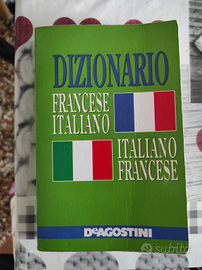 DIZIONARIO
FRANCESE
ITALIANO
ITALIANO
FRANCESE
DEAGOSTINI
subito